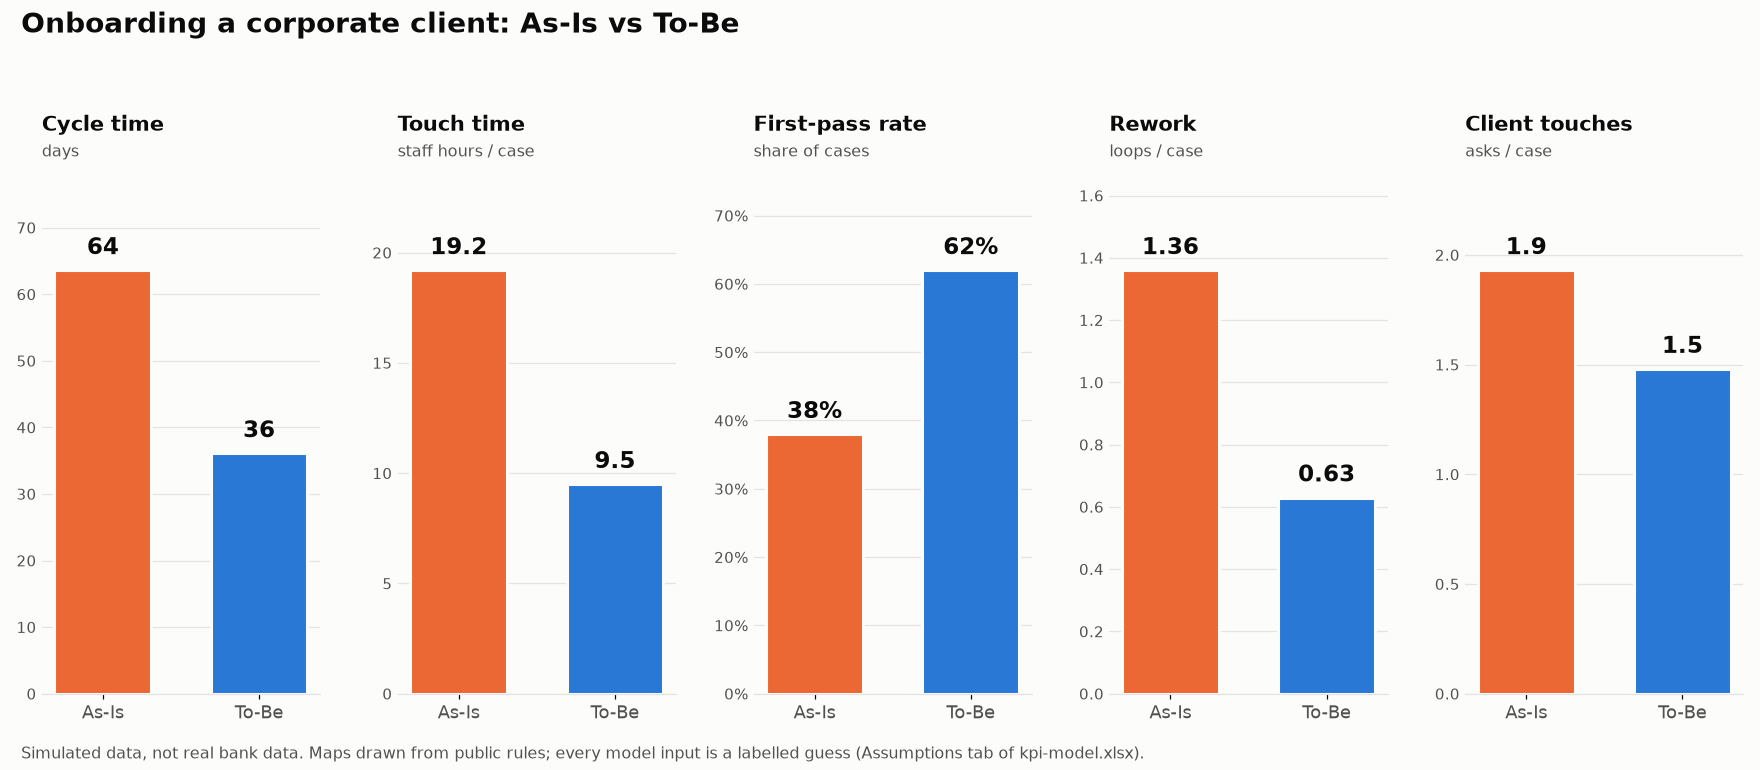 Onboarding a corporate client: As-Is vs To-Be
Cycle time
days
70
60
50
40
30
20
10
0
64
36
As-Is
To-Be
Touch time
staff hours / case
20
15
10
5
0
19.2
9.5
As-Is
To-Be
First-pass rate
share of cases
70%
60%
50%
40%
30%
20%
10%
0%
38%
62%
As-Is
To-Be
Rework
loops / case
1.6
1.4
1.2
1.0
0.8
0.6
0.4
0.2
0.0
1.36
0.63
As-Is
To-Be
Client touches
asks / case
2.0
1.5
1.0
0.5
0.0
1.9
1.5
As-Is
To-Be
Simulated data, not real bank data. Maps drawn from public rules; every model input is a labelled guess (Assumptions tab of kpi-model.xlsx).